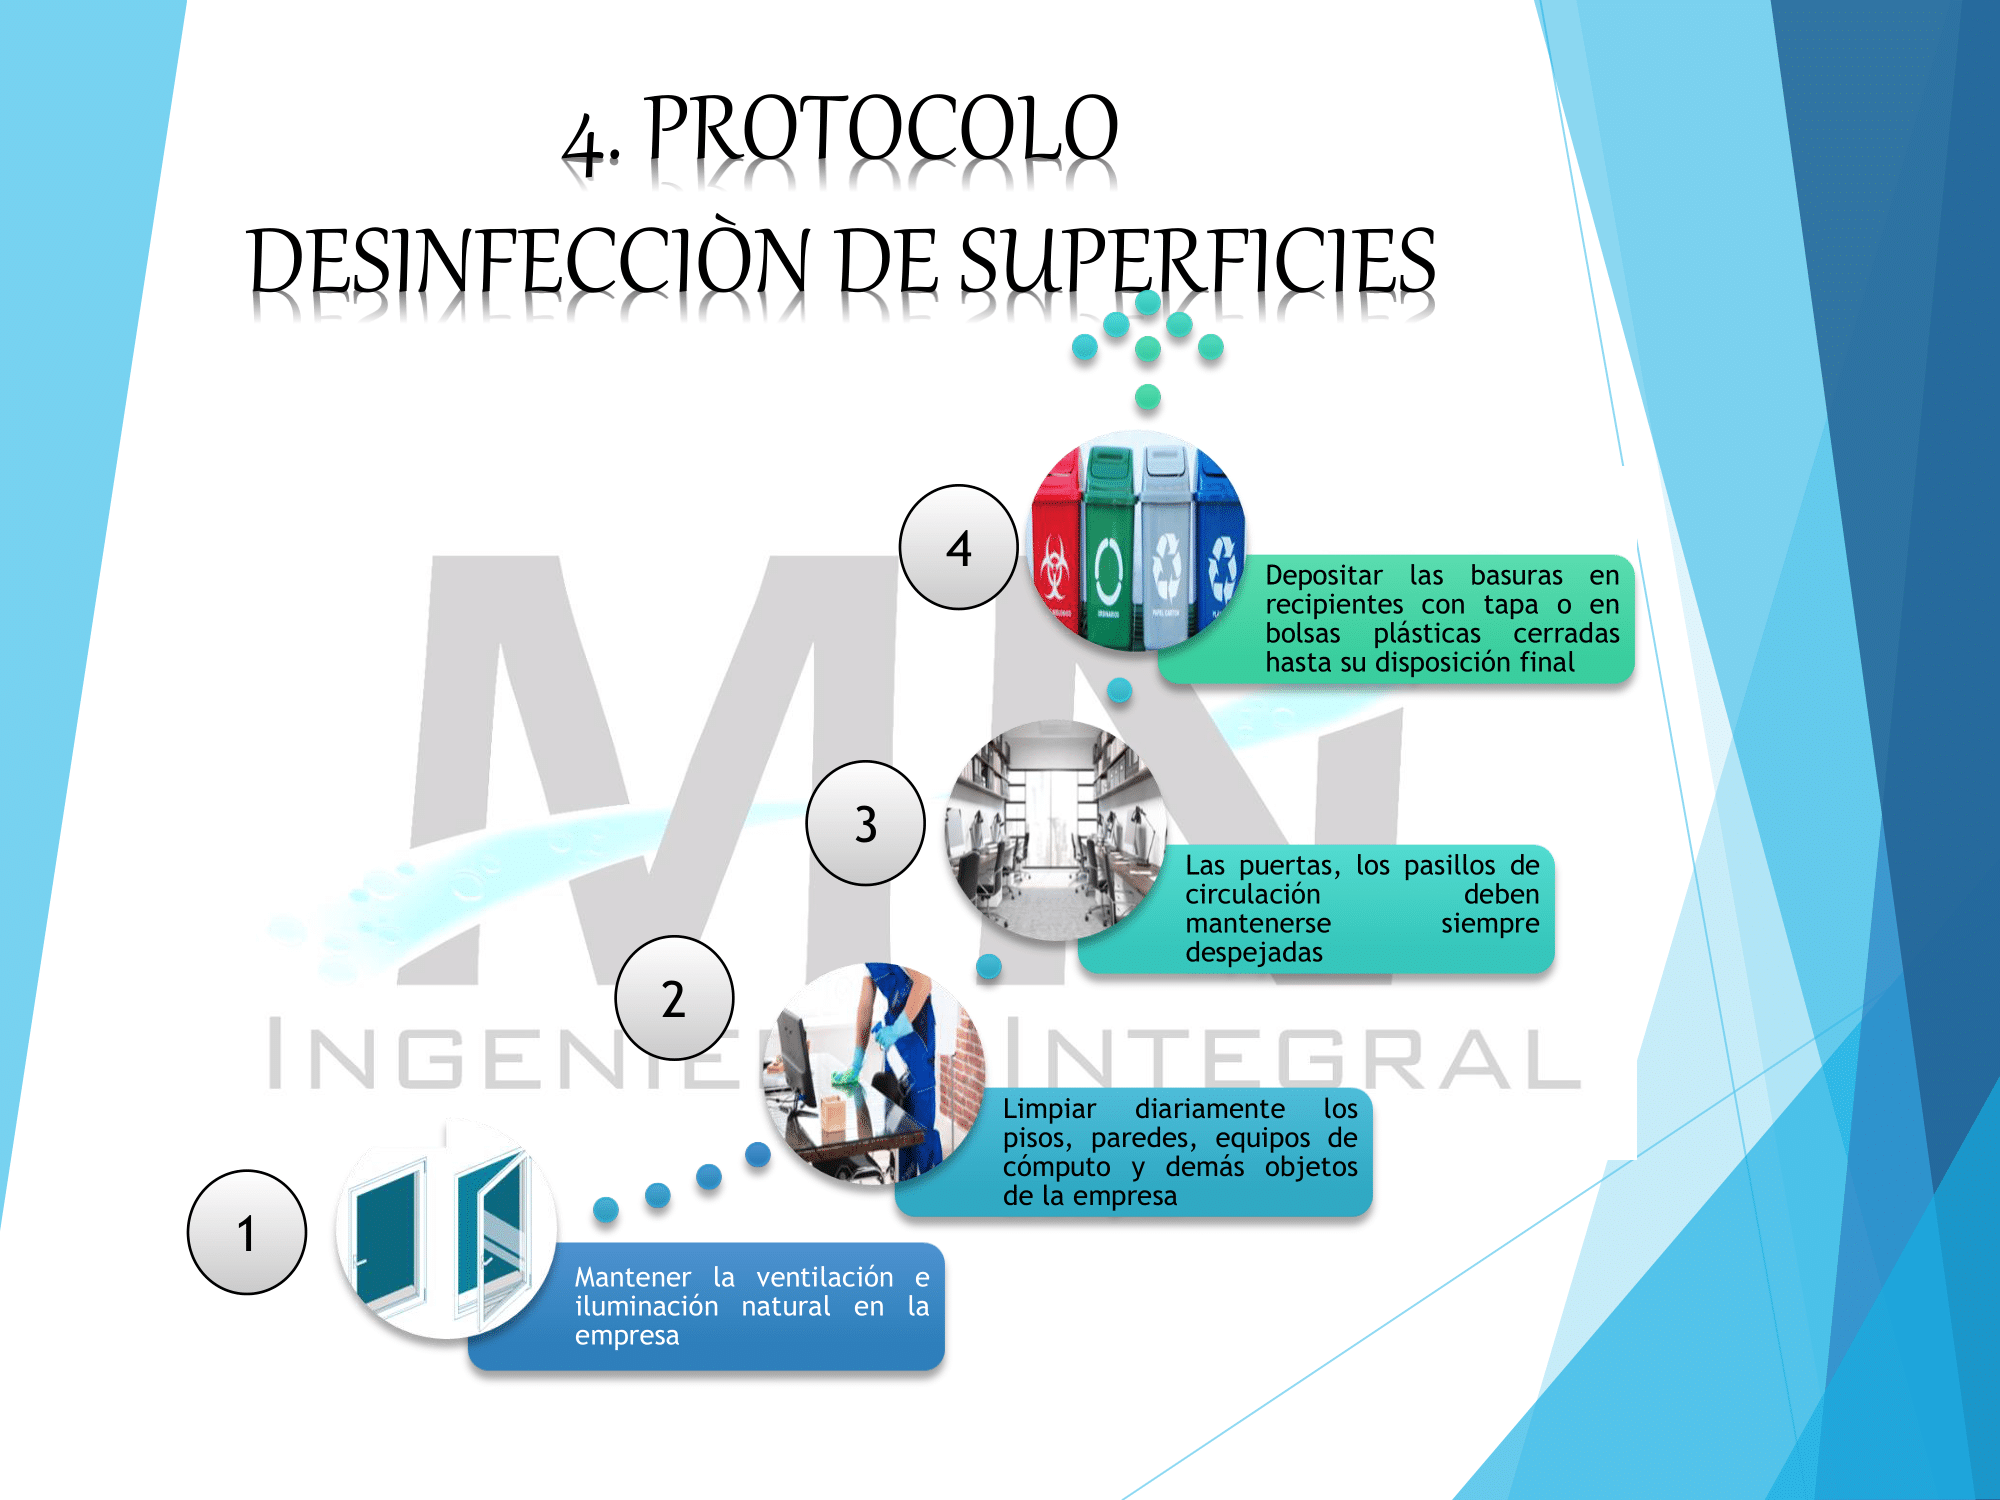 4. PROTOCOLO
DESINFECCIÒN DE SUPERFICIES
4
Depositar las basuras en
recipientes con tapa o en
bolsas plásticas cerradas
hasta su disposición final
3
Las puertas, los pasillos de
circulación deben
mantenerse siempre
despejadas
2
Limpiar diariamente los
pisos, paredes, equipos de
cómputo y demás objetos
de la empresa
1
Mantener la ventilación e
iluminación natural en la
empresa
MN
INTEGRAL